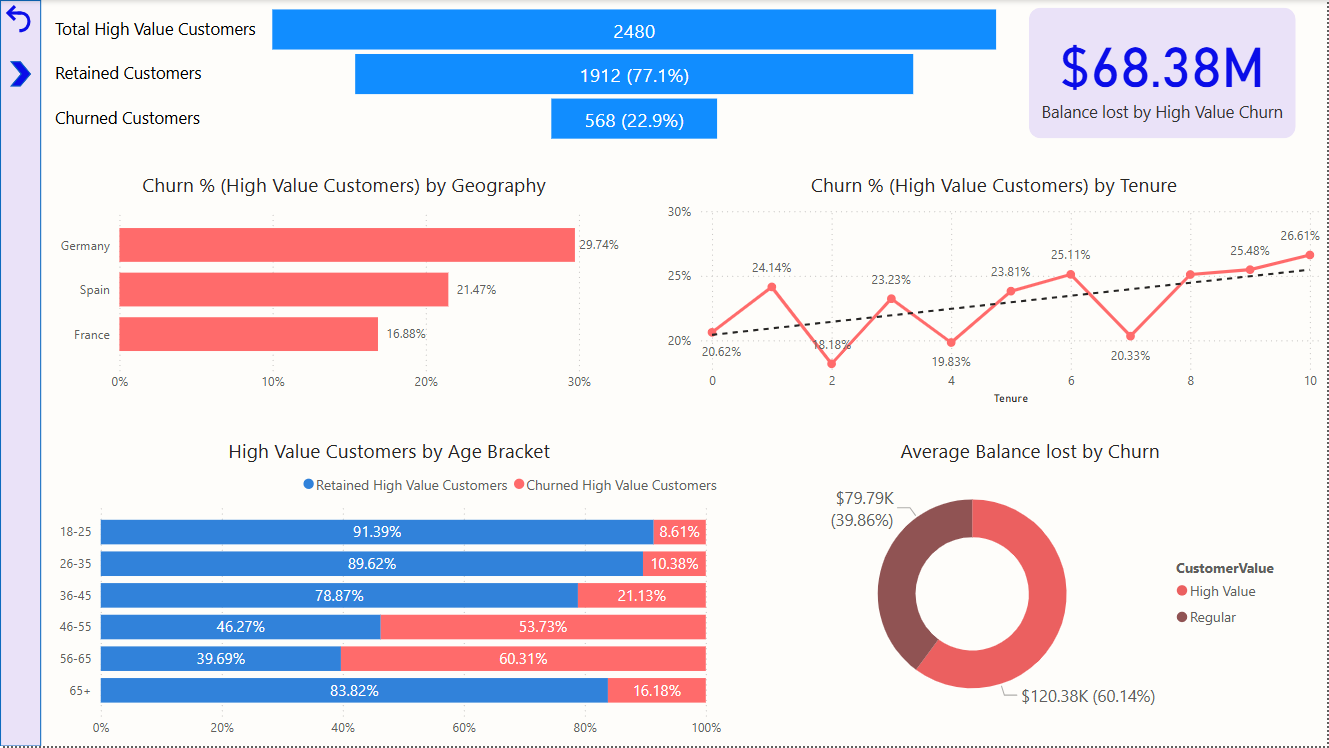 Total High Value Customers
2480
Retained Customers
1912 (77.1%)
Churned Customers
568 (22.9%)
$68.38M
Balance lost by High Value Churn
Churn % (High Value Customers) by Geography
Germany
29.74%
Spain
21.47%
France
16.88%
0%
10%
20%
30%
Churn % (High Value Customers) by Tenure
30%
25%
20%
20.62%
24.14%
18.18%
23.23%
19.83%
23.81%
25.11%
20.33%
25.48%
26.61%
0
2
4
6
8
10
Tenure
High Value Customers by Age Bracket
Retained High Value Customers
Churned High Value Customers
18-25
91.39%
8.61%
26-35
89.62%
10.38%
36-45
78.87%
21.13%
46-55
46.27%
53.73%
56-65
39.69%
60.31%
65+
83.82%
16.18%
0%
20%
40%
60%
80%
100%
Average Balance lost by Churn
$79.79K
(39.86%)
$120.38K (60.14%)
CustomerValue
High Value
Regular